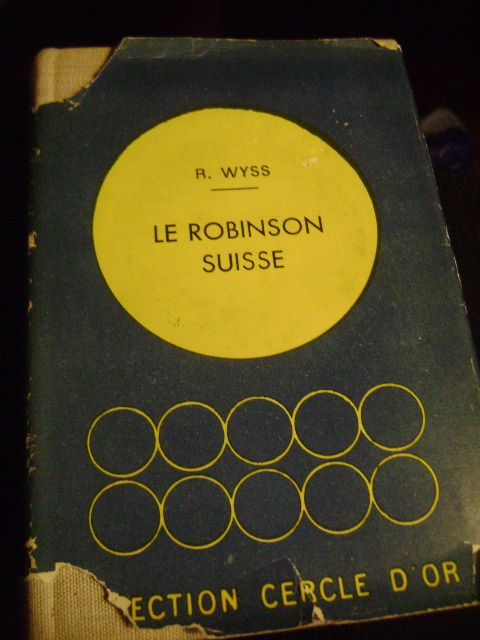 R. WYSS
LE ROBINSON
SUISSE
ECTION CERCLE D'OR